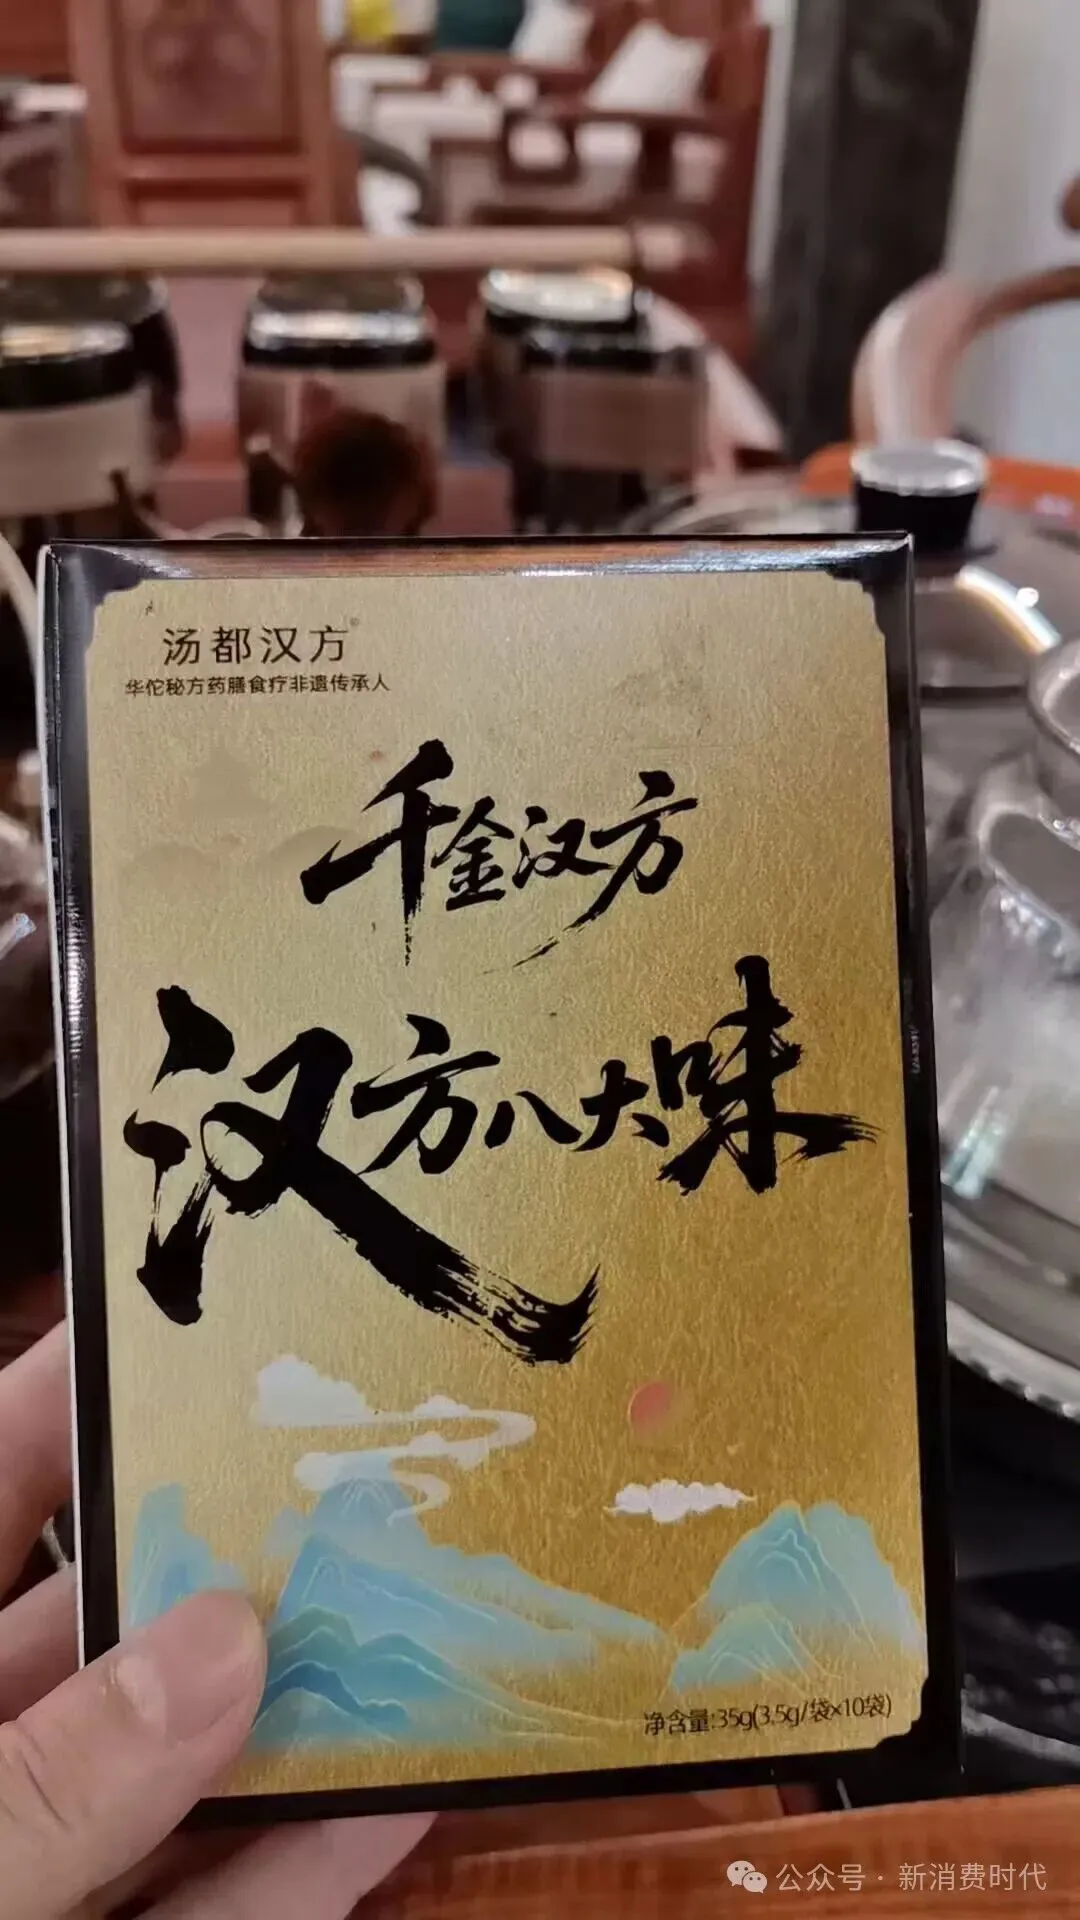 汤都汉方®
华佗秘方药膳食疗非遗传承人
千金汉方
汉方八大味
净含量:35g(3.5g/袋×10袋)
公众号·新消费时代